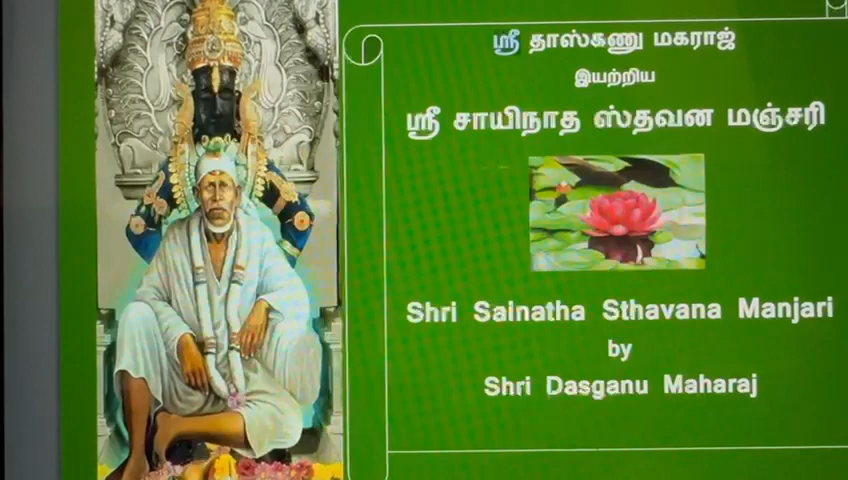 ஸ்ரீ தாஸ்கணு மகராஜ்
இயற்றிய
ஸ்ரீ சாயிநாத ஸ்தவன மஞ்சரி
Shri Sainatha Sthavana Manjari
by
Shri Dasganu Maharaj